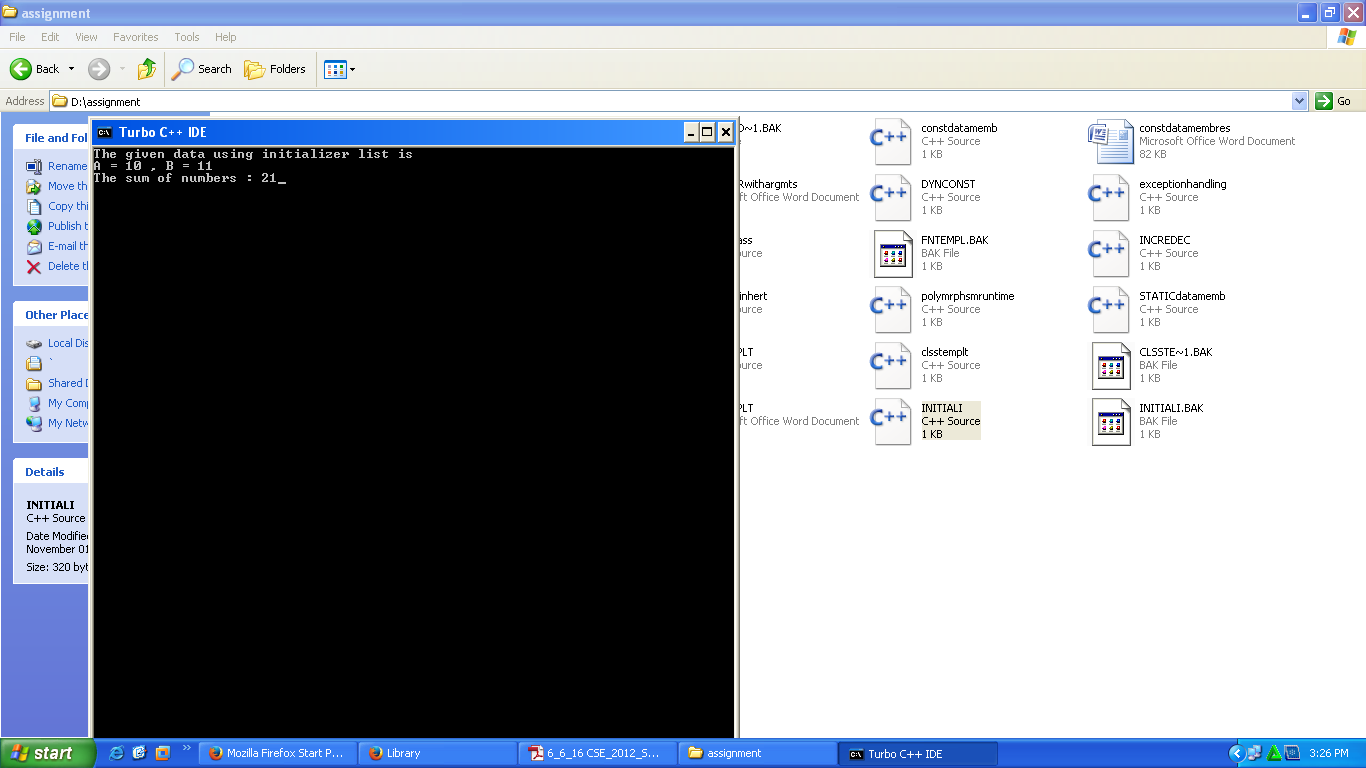 assignment
File Edit View Favorites Tools Help
Back Search Folders
Address D:\assignment Go
File and Fol
Rename
Move th
Copy thi
Publish t
E-mail th
Delete th
Other Place
Local Dis
`
Shared D
My Comp
My Netw
Details
INITIALI
C++ Source
Date Modified
November 01
Size: 320 byt
Turbo C++ IDE
The given data using initializer list is
A = 10 , B = 11
The sum of numbers : 21_
O~1.BAK
Rwithargmts
ft Office Word Document
ass
urce
inhert
urce
PLT
urce
PLT
ft Office Word Document
constdatamemb
C++ Source
1 KB
constdatamembres
Microsoft Office Word Document
82 KB
DYNCONST
C++ Source
1 KB
exceptionhandling
C++ Source
1 KB
FNTEMPL.BAK
BAK File
1 KB
INCREDEC
C++ Source
1 KB
polymrphsmruntime
C++ Source
1 KB
STATICdatamemb
C++ Source
1 KB
clsstemplt
C++ Source
1 KB
CLSSTE~1.BAK
BAK File
1 KB
INITIALI
C++ Source
1 KB
INITIALI.BAK
BAK File
1 KB
start
Mozilla Firefox Start P...
Library
6_6_16 CSE_2012_S...
assignment
Turbo C++ IDE
3:26 PM